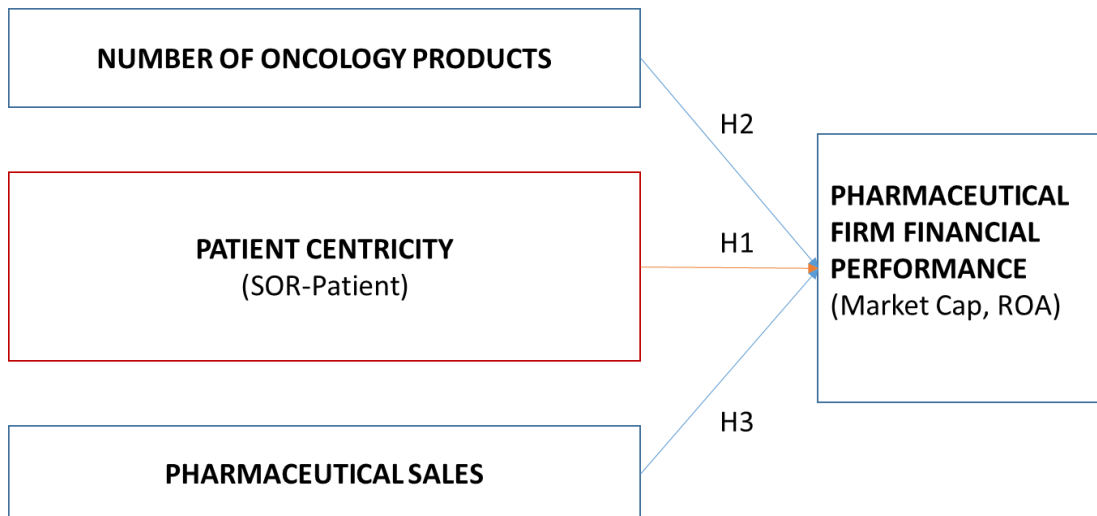 NUMBER OF ONCOLOGY PRODUCTS
H2
PATIENT CENTRICITY
(SOR-Patient)
H1
PHARMACEUTICAL
FIRM FINANCIAL
PERFORMANCE
(Market Cap, ROA)
H3
PHARMACEUTICAL SALES